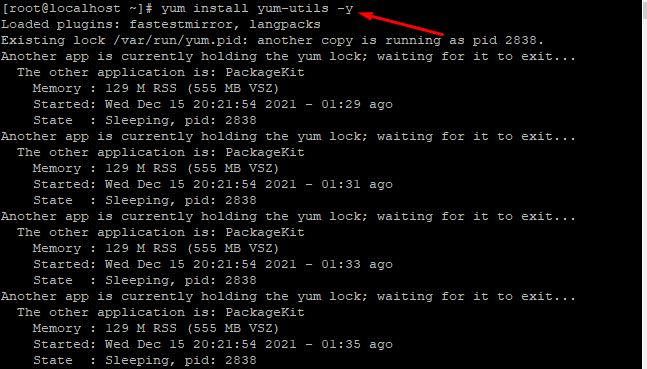 [root@localhost ~]# yum install yum-utils -y
Loaded plugins: fastestmirror, langpacks
Existing lock /var/run/yum.pid: another copy is running as pid 2838.
Another app is currently holding the yum lock; waiting for it to exit...
  The other application is: PackageKit
    Memory : 129 M RSS (555 MB VSZ)
    Started: Wed Dec 15 20:21:54 2021 - 01:29 ago
    State  : Sleeping, pid: 2838
Another app is currently holding the yum lock; waiting for it to exit...
  The other application is: PackageKit
    Memory : 129 M RSS (555 MB VSZ)
    Started: Wed Dec 15 20:21:54 2021 - 01:31 ago
    State  : Sleeping, pid: 2838
Another app is currently holding the yum lock; waiting for it to exit...
  The other application is: PackageKit
    Memory : 129 M RSS (555 MB VSZ)
    Started: Wed Dec 15 20:21:54 2021 - 01:33 ago
    State  : Sleeping, pid: 2838
Another app is currently holding the yum lock; waiting for it to exit...
  The other application is: PackageKit
    Memory : 129 M RSS (555 MB VSZ)
    Started: Wed Dec 15 20:21:54 2021 - 01:35 ago
    State  : Sleeping, pid: 2838